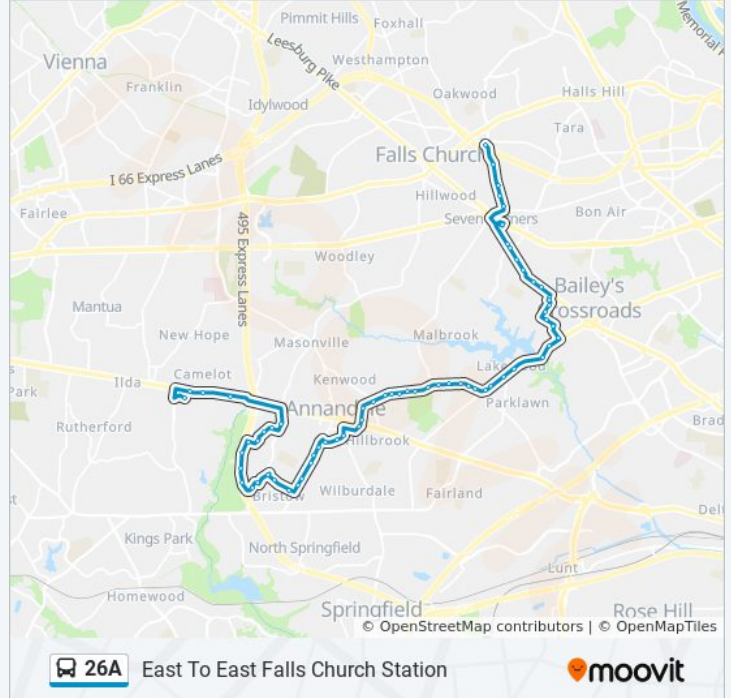 Pimmit Hills
Foxhall
Memorial
Leesburg Pike
Vienna
Westhampton
Franklin
Oakwood
Halls Hill
Idylwood
Tara
Falls Church
I 66 Express Lanes
Hillwood
Fairlee
495 Express Lanes
Seven Corners
Bon Air
Woodley
Bailey's
Crossroads
Mantua
New Hope
Masonville
Malbrook
Camelot
Kenwood
Ilda
Park
Annandale
Parklawn
Rutherford
Hillbrook
Brad
Bristow
Wilburdale
Fairland
Kings Park
North Springfield
Homewood
Lunt
Springfield
Rose Hill
© OpenStreetMap contributors | © OpenMapTiles
26A East To East Falls Church Station
moovit